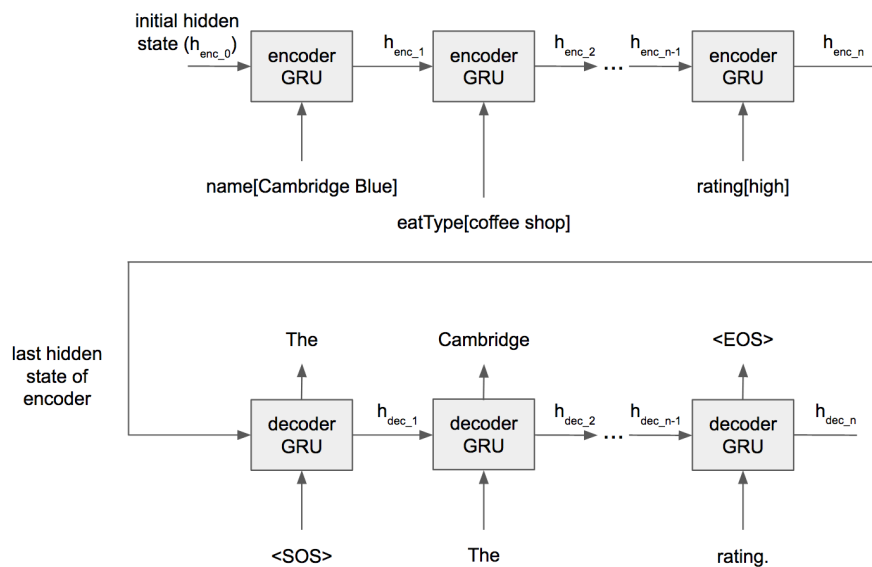 initial hidden
state (h_enc_0)
encoder
GRU
h_enc_1
encoder
GRU
h_enc_2
...
h_enc_n-1
encoder
GRU
h_enc_n
name[Cambridge Blue]
eatType[coffee shop]
rating[high]
last hidden
state of
encoder
The
Cambridge
<EOS>
decoder
GRU
h_dec_1
decoder
GRU
h_dec_2
...
h_dec_n-1
decoder
GRU
h_dec_n
<SOS>
The
rating.